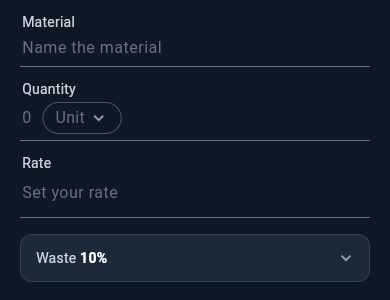 Material
Name the material
Quantity
0 Unit
Rate
Set your rate
Waste 10%